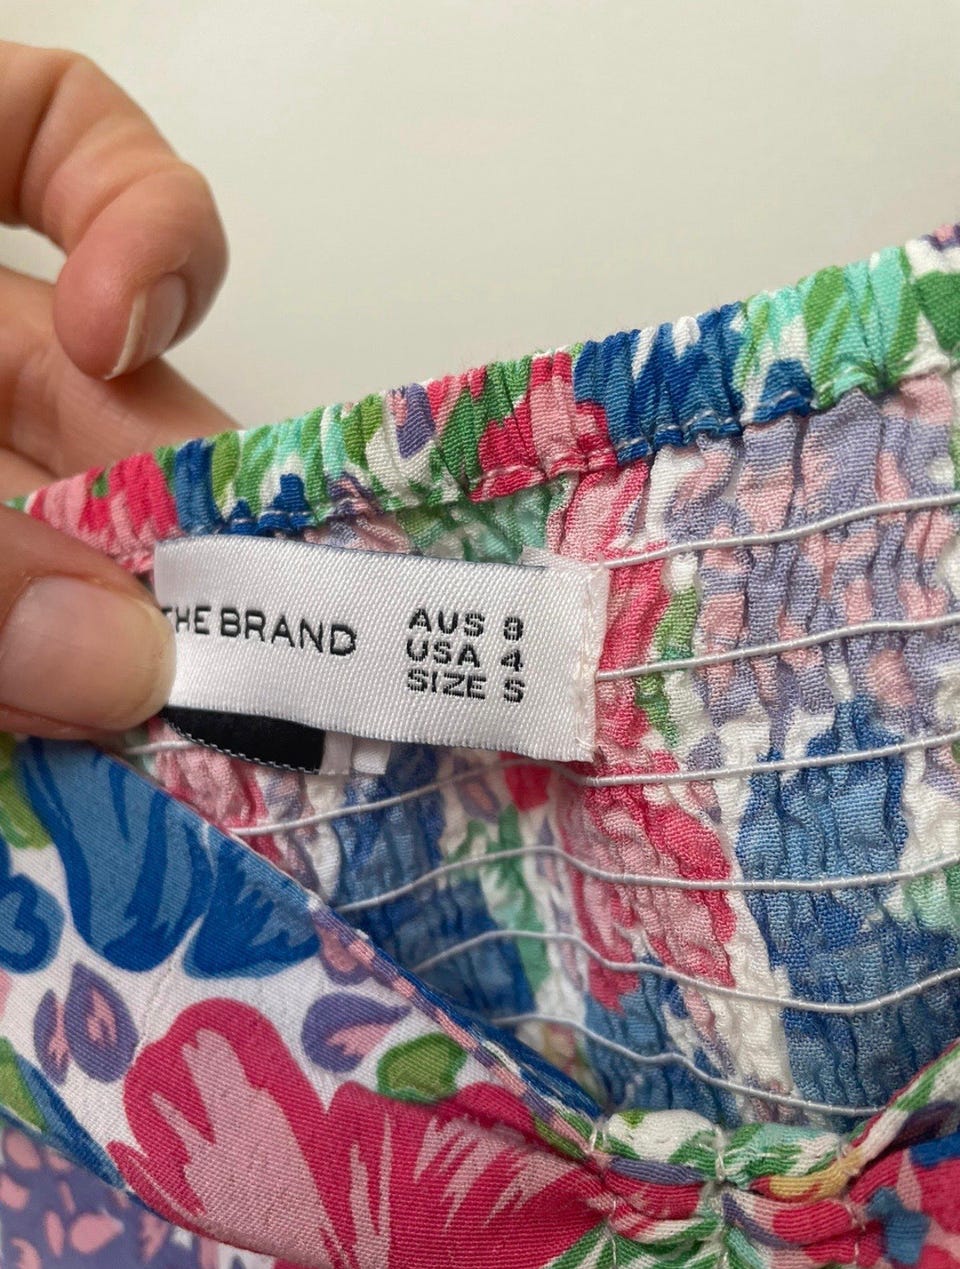 THE BRAND
AUS 8
USA 4
SIZE S